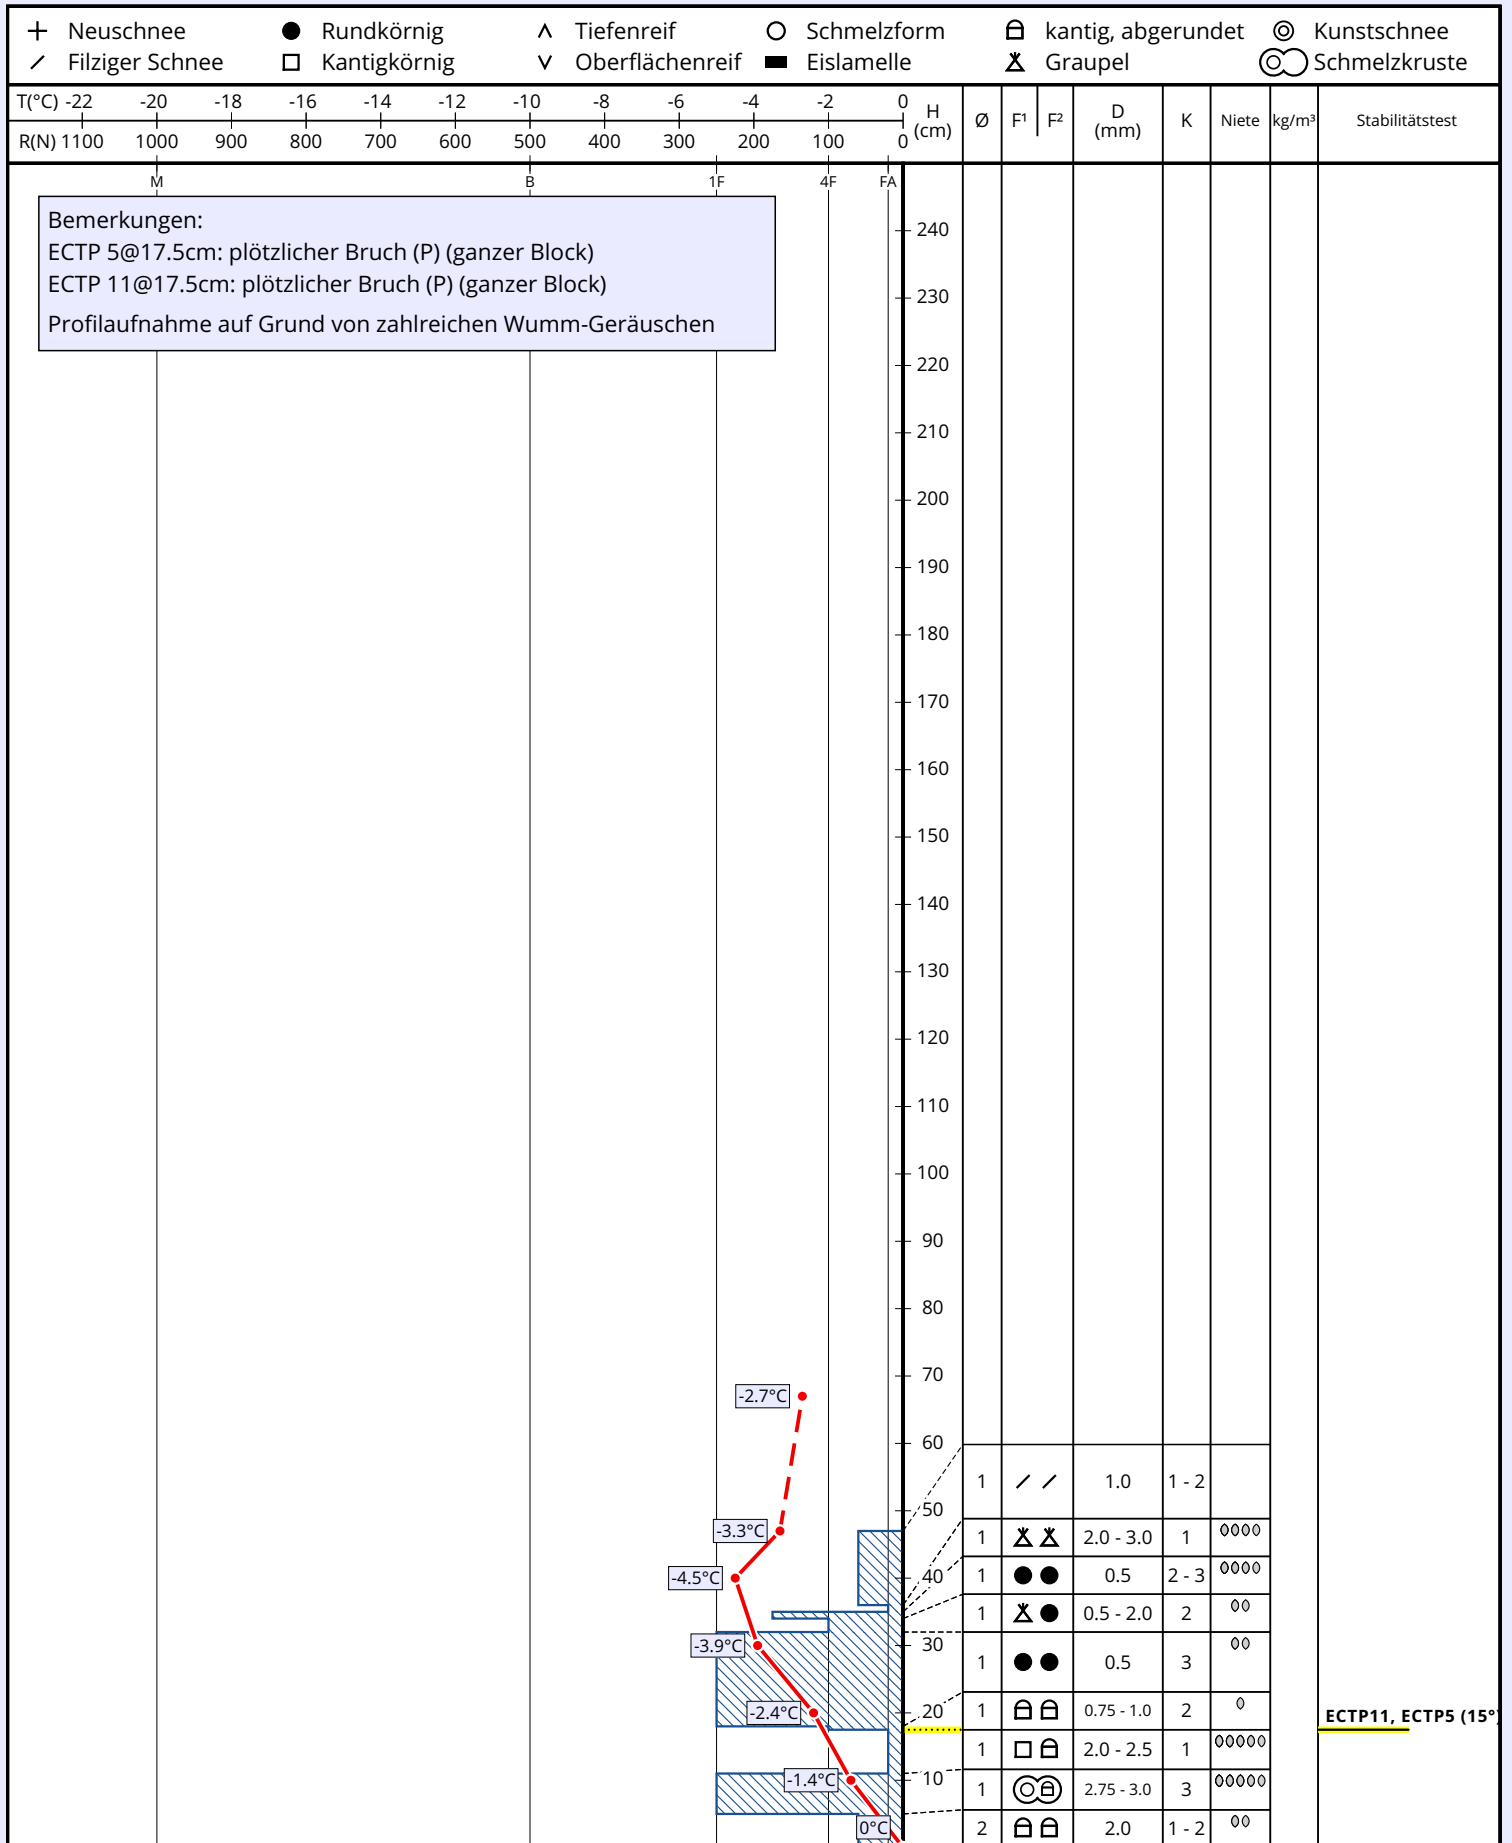 Neuschnee Rundkörnig Tiefenreif Schmelzform kantig, abgerundet Kunstschnee
Filziger Schnee Kantigkörnig Oberflächenreif Eislamelle Graupel Schmelzkruste
T(°C) -22 -20 -18 -16 -14 -12 -10 -8 -6 -4 -2 0
R(N) 1100 1000 900 800 700 600 500 400 300 200 100 0
H (cm) Ø F¹ F² D (mm) K Niete kg/m³ Stabilitätstest
M B 1F 4F FA
Bemerkungen:
ECTP 5@17.5cm: plötzlicher Bruch (P) (ganzer Block)
ECTP 11@17.5cm: plötzlicher Bruch (P) (ganzer Block)
Profilaufnahme auf Grund von zahlreichen Wumm-Geräuschen
240
230
220
210
200
190
180
170
160
150
140
130
120
110
100
90
80
70
-2.7°C
60
1 1.0 1 - 2
50
-3.3°C
1 2.0 - 3.0 1
-4.5°C 40
1 0.5 2 - 3
1 0.5 - 2.0 2
-3.9°C 30
1 0.5 3
-2.4°C 20
1 0.75 - 1.0 2
ECTP11, ECTP5 (15°)
1 2.0 - 2.5 1
-1.4°C 10
1 2.75 - 3.0 3
0°C
2 2.0 1 - 2